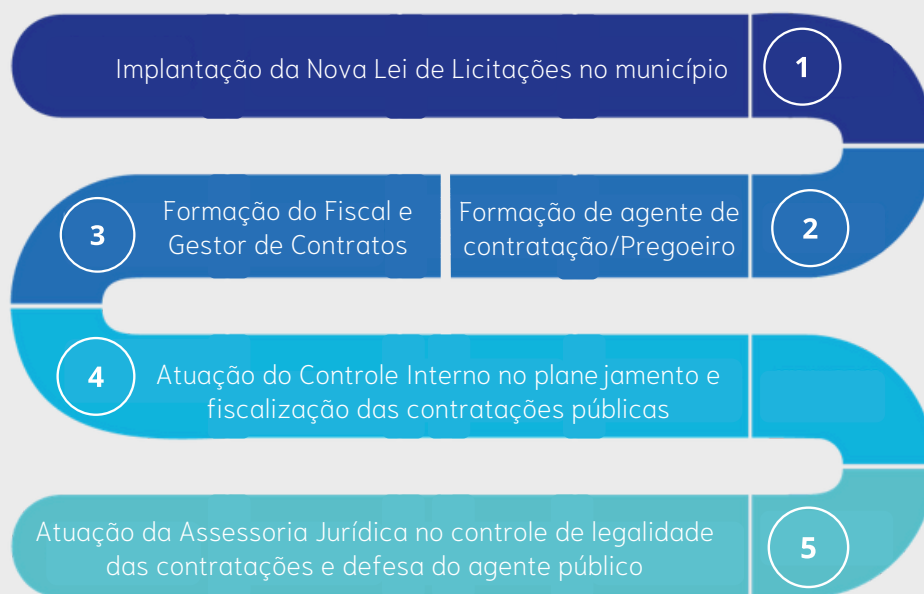 Implantação da Nova Lei de Licitações no município
1
Formação de agente de
contratação/Pregoeiro
2
3
Formação do Fiscal e
Gestor de Contratos
4
Atuação do Controle Interno no planejamento e
fiscalização das contratações públicas
Atuação da Assessoria Jurídica no controle de legalidade
das contratações e defesa do agente público
5